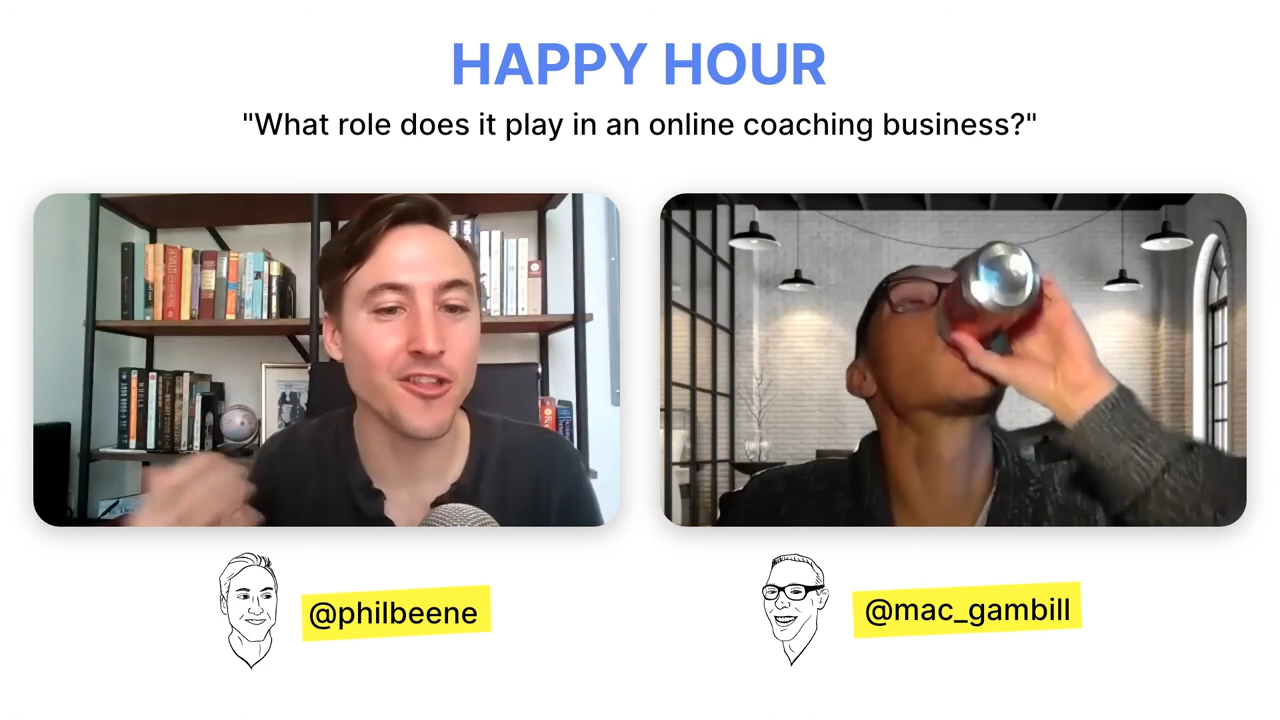 HAPPY HOUR
"What role does it play in an online coaching business?"
@philbeene
@mac_gambill